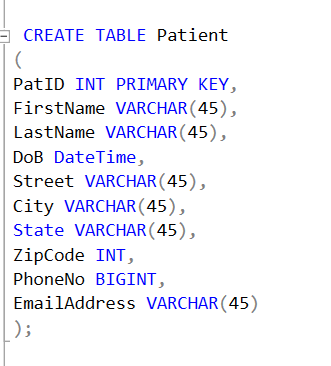 CREATE TABLE Patient
(
PatID INT PRIMARY KEY,
FirstName VARCHAR(45),
LastName VARCHAR(45),
DoB DateTime,
Street VARCHAR(45),
City VARCHAR(45),
State VARCHAR(45),
ZipCode INT,
PhoneNo BIGINT,
EmailAddress VARCHAR(45)
);